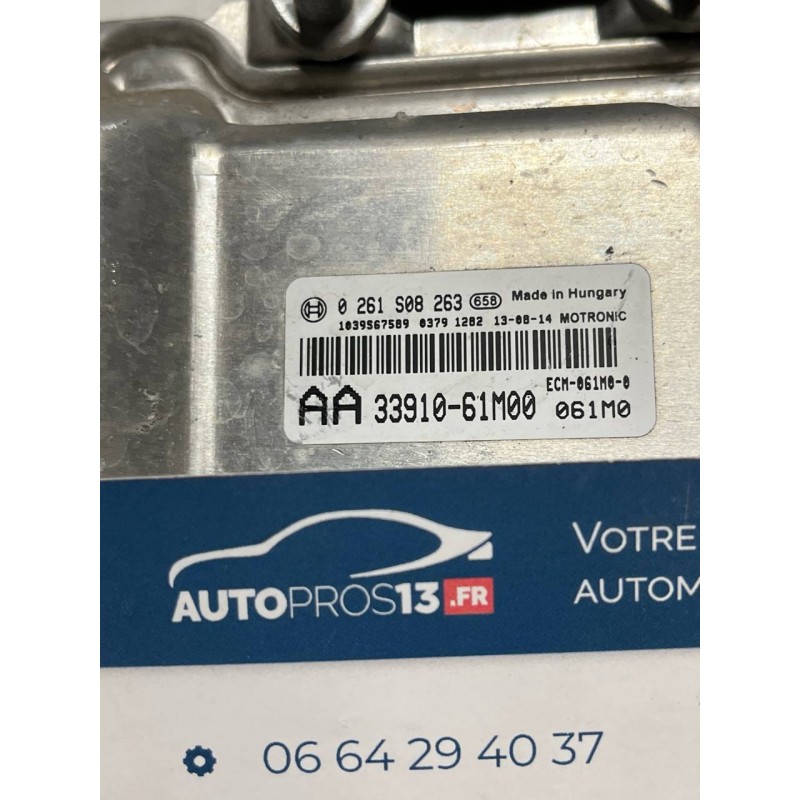 BOSCH 0 261 S08 263 658 Made in Hungary
1039S67589 0379 1282 13-08-14 MOTRONIC
ECM-061M0-0
AA 33910-61M00 061M0
VOTRE
AUTOM
AUTOPROS13.FR
06 64 29 40 37